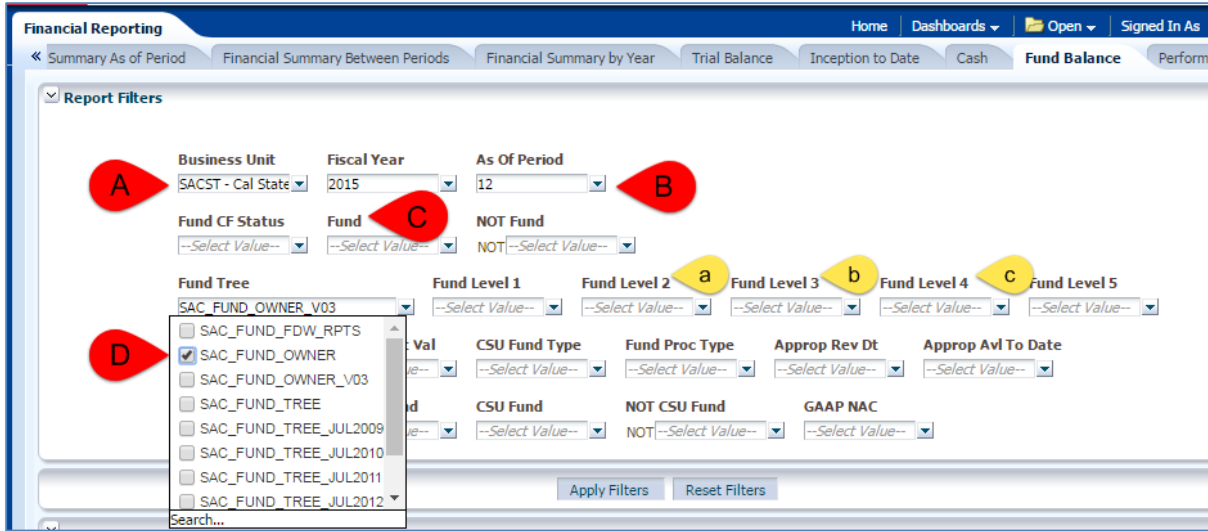 Financial Reporting Home Dashboards Open Signed In As
« Summary As of Period Financial Summary Between Periods Financial Summary by Year Trial Balance Inception to Date Cash Fund Balance Perform
Report Filters
Business Unit Fiscal Year As Of Period
A SACST - Cal State 2015 12 B
Fund CF Status Fund C NOT Fund
--Select Value-- --Select Value-- NOT --Select Value--
Fund Tree Fund Level 1 Fund Level 2 a Fund Level 3 b Fund Level 4 c Fund Level 5
SAC_FUND_OWNER_V03 --Select Value-- --Select Value-- --Select Value-- --Select Value-- --Select Value--
SAC_FUND_FDW_RPTS
Val CSU Fund Type Fund Proc Type Approp Rev Dt Approp Avl To Date
D SAC_FUND_OWNER
--Select Value-- --Select Value-- --Select Value-- --Select Value--
SAC_FUND_OWNER_V03
SAC_FUND_TREE
CSU Fund NOT CSU Fund GAAP NAC
SAC_FUND_TREE_JUL2009
--Select Value-- NOT --Select Value-- --Select Value--
SAC_FUND_TREE_JUL2010
SAC_FUND_TREE_JUL2011
Apply Filters Reset Filters
SAC_FUND_TREE_JUL2012
Search...